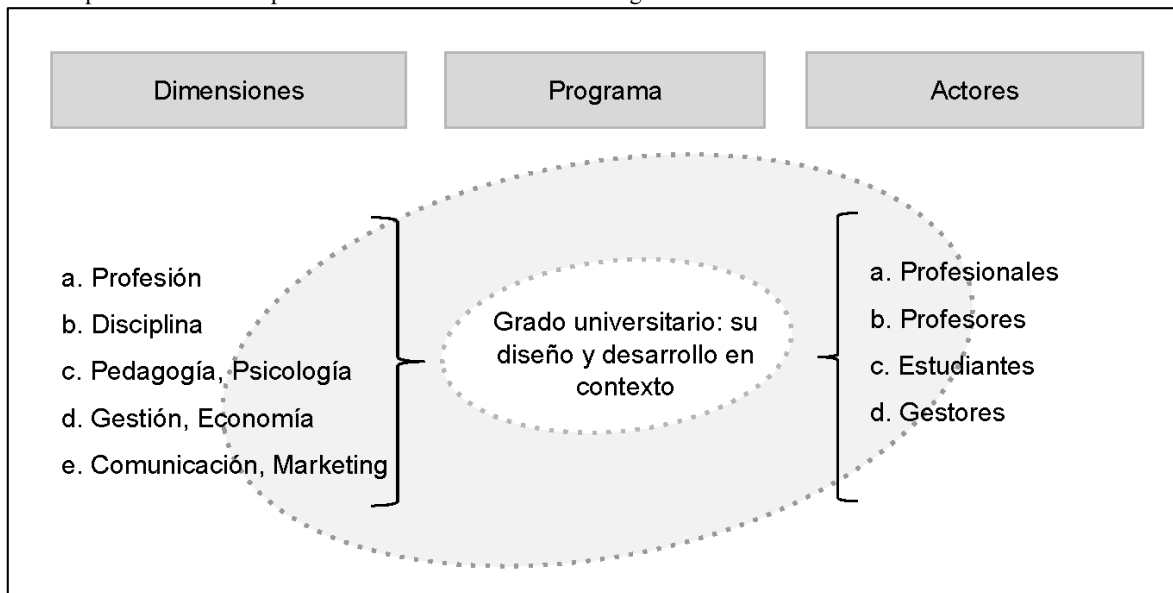 Dimensiones
Programa
Actores
a. Profesión
b. Disciplina
c. Pedagogía, Psicología
d. Gestión, Economía
e. Comunicación, Marketing
Grado universitario: su
diseño y desarrollo en
contexto
a. Profesionales
b. Profesores
c. Estudiantes
d. Gestores